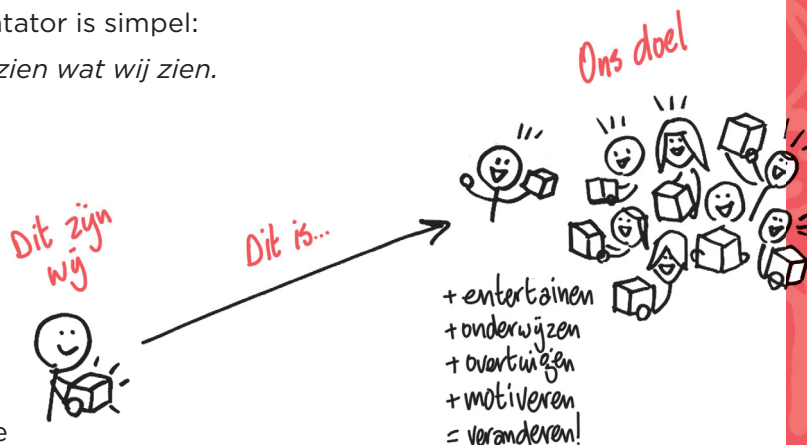 tator is simpel:
zien wat wij zien.
Ons doel
Dit zijn
wij
Dit is...
+ entertainen
+ onderwijzen
+ overtuigen
+ motiveren
= veranderen!
e